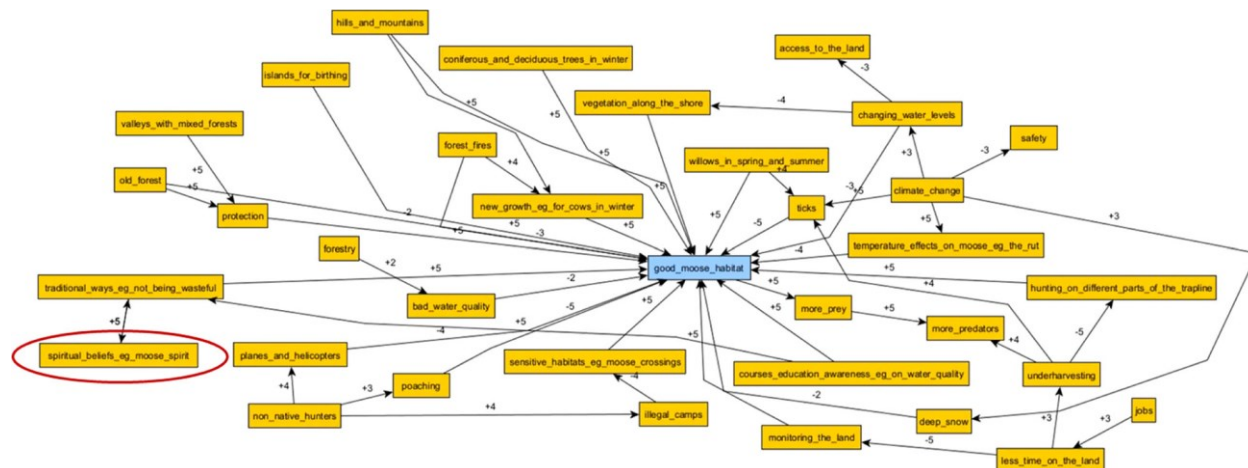 hills_and_mountains
access_to_the_land
coniferous_and_deciduous_trees_in_winter
-3
islands_for_birthing
+5
+5
vegetation_along_the_shore
-4
changing_water_levels
valleys_with_mixed_forests
forest_fires
+4
willows_in_spring_and_summer
+4
+3
-3
safety
+5
old_forest
+5
+5
-3
+5
climate_change
protection
-2
new_growth_eg_for_cows_in_winter
+5
-5
ticks
+5
+3
+5
-3
+5
forestry
+2
-4
temperature_effects_on_moose_eg_the_rut
good_moose_habitat
+5
traditional_ways_eg_not_being_wasteful
+5
-2
+5
+4
hunting_on_different_parts_of_the_trapline
bad_water_quality
-5
+5
+5
more_prey
+5
more_predators
+5
-4
+5
-5
spiritual_beliefs_eg_moose_spirit
planes_and_helicopters
sensitive_habitats_eg_moose_crossings
+4
courses_education_awareness_eg_on_water_quality
underharvesting
+4
+3
poaching
-4
-2
non_native_hunters
+4
illegal_camps
deep_snow
+3
jobs
+3
monitoring_the_land
-5
less_time_on_the_land